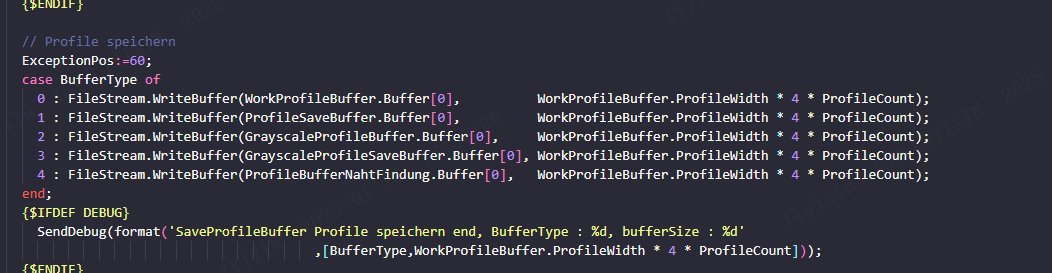 {$ENDIF}
// Profile speichern
ExceptionPos:=60;
case BufferType of
  0 : FileStream.WriteBuffer(WorkProfileBuffer.Buffer[0],          WorkProfileBuffer.ProfileWidth * 4 * ProfileCount);
  1 : FileStream.WriteBuffer(ProfileSaveBuffer.Buffer[0],          WorkProfileBuffer.ProfileWidth * 4 * ProfileCount);
  2 : FileStream.WriteBuffer(GrayscaleProfileBuffer.Buffer[0],     WorkProfileBuffer.ProfileWidth * 4 * ProfileCount);
  3 : FileStream.WriteBuffer(GrayscaleProfileSaveBuffer.Buffer[0], WorkProfileBuffer.ProfileWidth * 4 * ProfileCount);
  4 : FileStream.WriteBuffer(ProfileBufferNahtFindung.Buffer[0],   WorkProfileBuffer.ProfileWidth * 4 * ProfileCount);
end;
{$IFDEF DEBUG}
  SendDebug(format('SaveProfileBuffer Profile speichern end, BufferType : %d, bufferSize : %d'
                                      ,[BufferType,WorkProfileBuffer.ProfileWidth * 4 * ProfileCount]));
{$ENDIF}